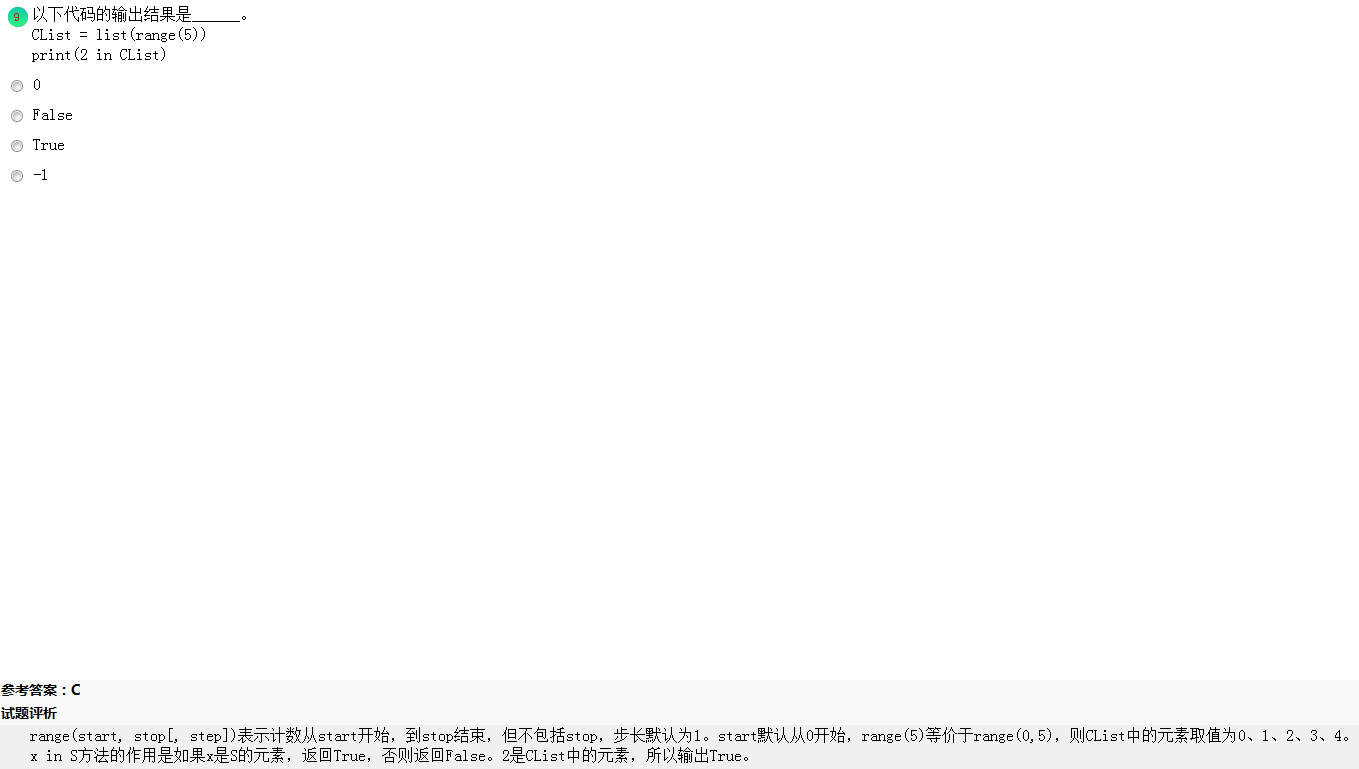 9 以下代码的输出结果是______。
CList = list(range(5))
print(2 in CList)
0
False
True
-1
参考答案：C
试题评析
range(start, stop[, step])表示计数从start开始，到stop结束，但不包括stop，步长默认为1。start默认从0开始，range(5)等价于range(0,5)，则CList中的元素取值为0、1、2、3、4。
x in S方法的作用是如果x是S的元素，返回True，否则返回False。2是CList中的元素，所以输出True。